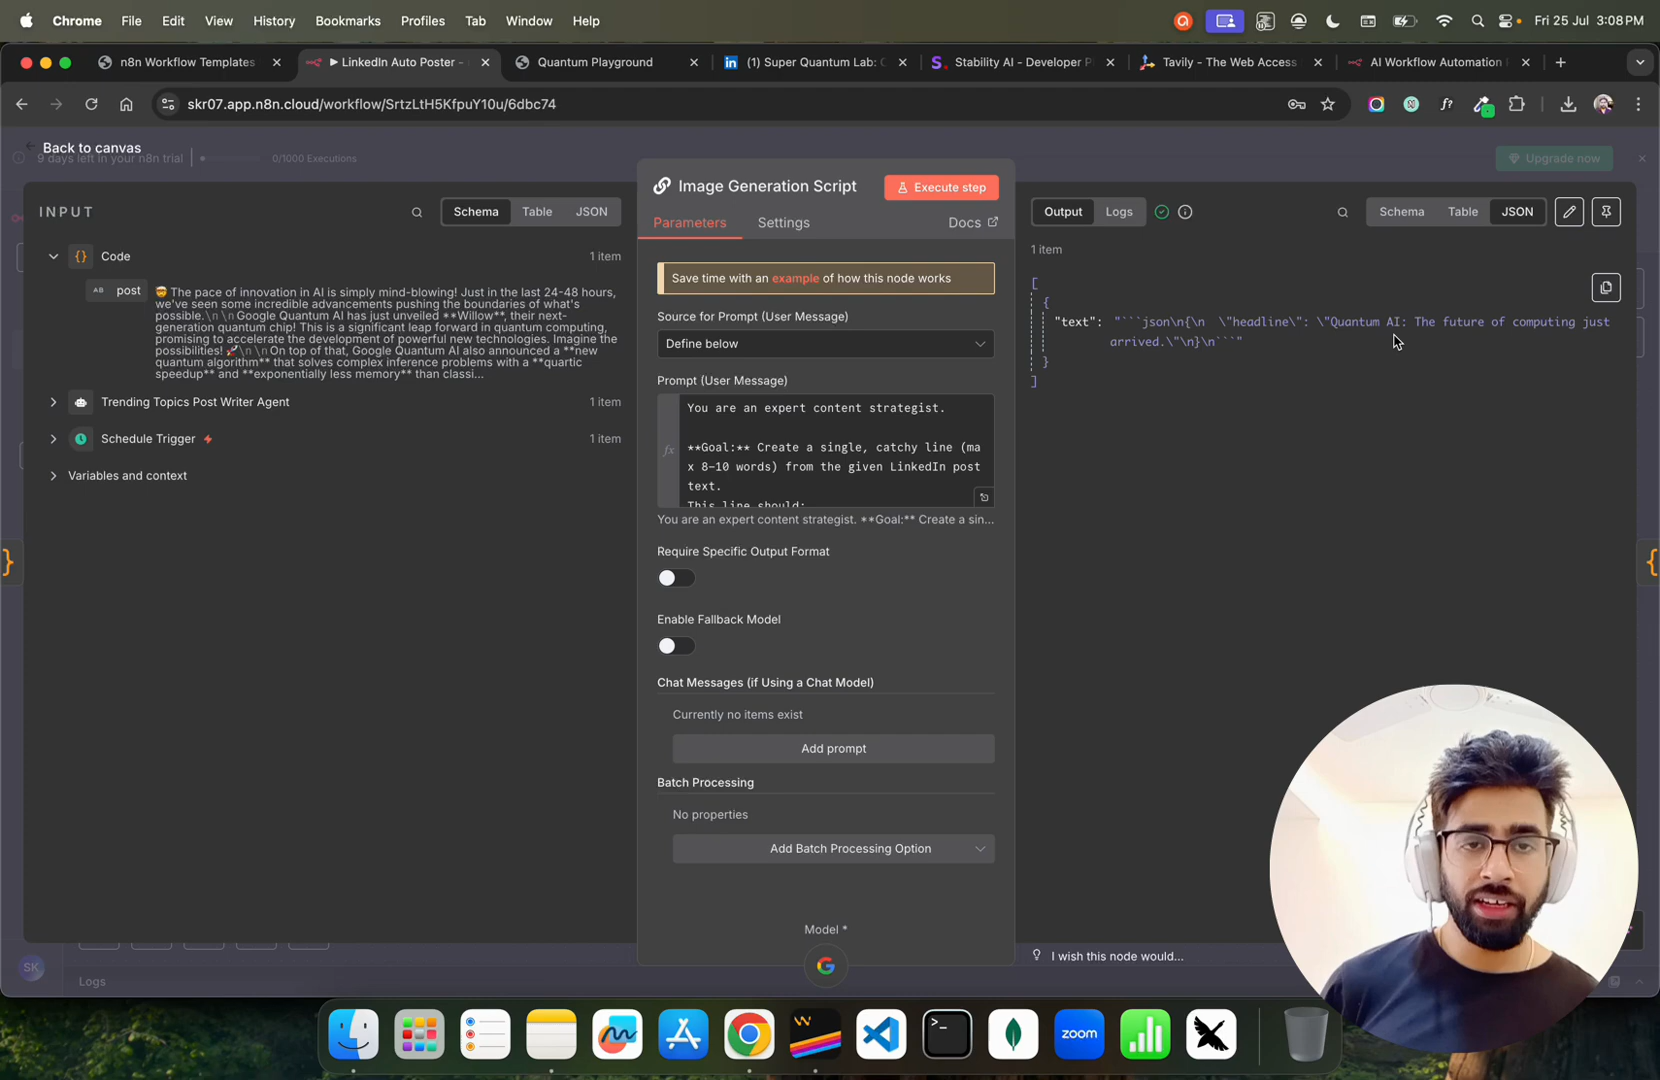 Chrome File Edit View History Bookmarks Profiles Tab Window Help Fri 25 Jul 3:08 PM
n8n Workflow Templates LinkedIn Auto Poster - Quantum Playground (1) Super Quantum Lab: Stability AI - Developer P Tavily - The Web Access AI Workflow Automation
skr07.app.n8n.cloud/workflow/SrtzLtH5KfpuY10u/6dbc74
Back to canvas
9 days left in your n8n trial 0/1000 Executions Upgrade now
INPUT Schema Table JSON
Code 1 item
AB post 🤯 The pace of innovation in AI is simply mind-blowing! Just in the last 24-48 hours,
we've seen some incredible advancements pushing the boundaries of what's
possible.\n \n Google Quantum AI has just unveiled **Willow**, their next-
generation quantum chip! This is a significant leap forward in quantum computing,
promising to accelerate the development of powerful new technologies. Imagine the
possibilities! 🚀\n \n On top of that, Google Quantum AI also announced a **new
quantum algorithm** that solves complex inference problems with a **quartic
speedup** and **exponentially less memory** than classi...
Trending Topics Post Writer Agent 1 item
Schedule Trigger 1 item
Variables and context
Image Generation Script Execute step
Parameters Settings Docs
Save time with an example of how this node works
Source for Prompt (User Message)
Define below
Prompt (User Message)
fx
You are an expert content strategist.
**Goal:** Create a single, catchy line (ma
x 8–10 words) from the given LinkedIn post
text.
This line should:
You are an expert content strategist. **Goal:** Create a sin...
Require Specific Output Format
Enable Fallback Model
Chat Messages (if Using a Chat Model)
Currently no items exist
Add prompt
Batch Processing
No properties
Add Batch Processing Option
Model *
Output Logs Schema Table JSON
1 item
[
{
"text": "```json\n{\n \"headline\": \"Quantum AI: The future of computing just
arrived.\"\n}\n```"
}
]
I wish this node would...
SK
Logs
zoom